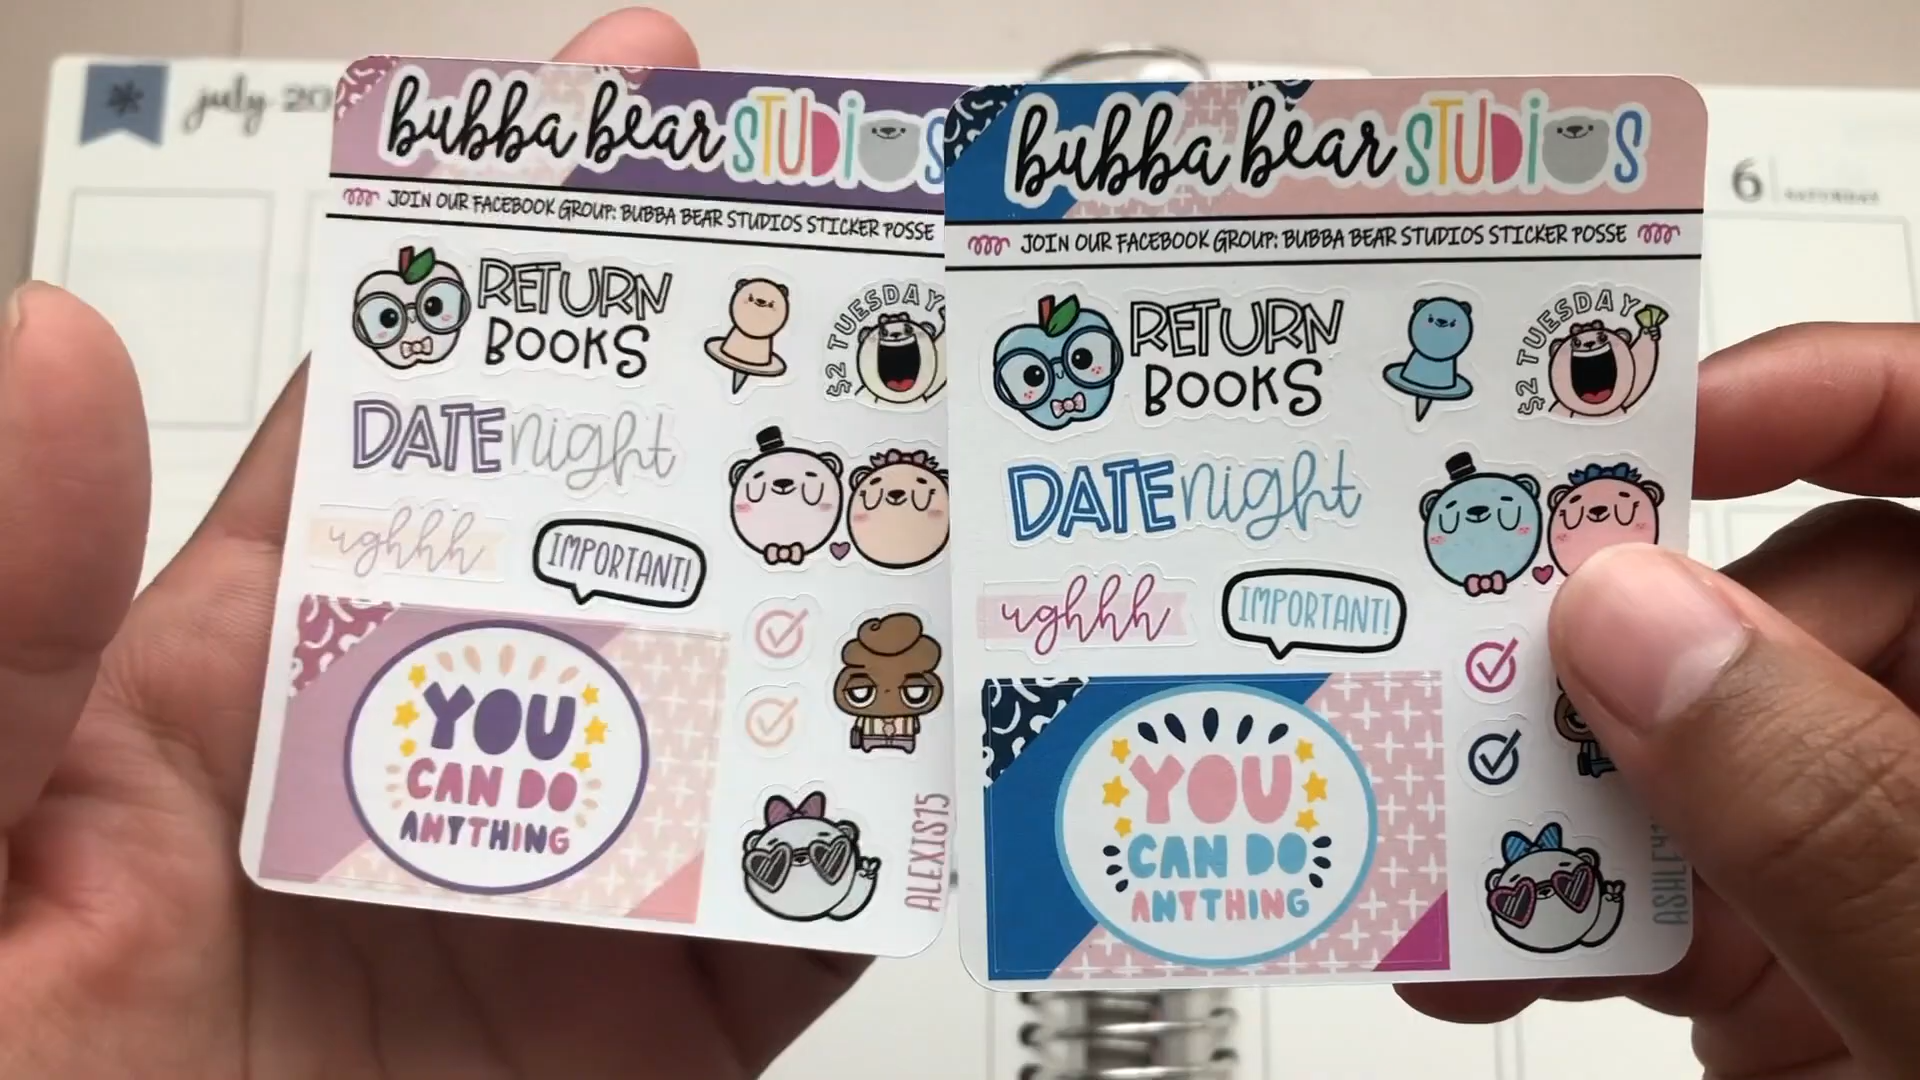 july 20
6 SATURDAY
bubba bear STUDIOS
JOIN OUR FACEBOOK GROUP: BUBBA BEAR STUDIOS STICKER POSSE
RETURN
BOOKS
$2 TUESDAY
DATE night
ughhh
IMPORTANT!
YOU
CAN DO
ANYTHING
ALEXIS15
bubba bear STUDIOS
JOIN OUR FACEBOOK GROUP: BUBBA BEAR STUDIOS STICKER POSSE
RETURN
BOOKS
$2 TUESDAY
DATE night
ughhh
IMPORTANT!
YOU
CAN DO
ANYTHING